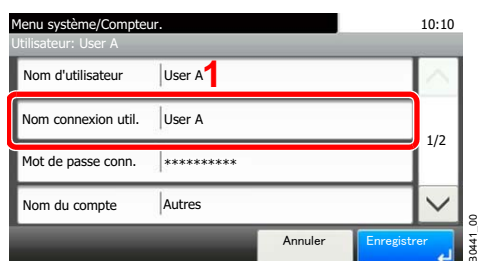 Menu système/Compteur.
10:10
Utilisateur: User A
Nom d'utilisateur User A 1
Nom connexion util. User A
1/2
Mot de passe conn. **********
Nom du compte Autres
Annuler Enregistrer
B0441_00